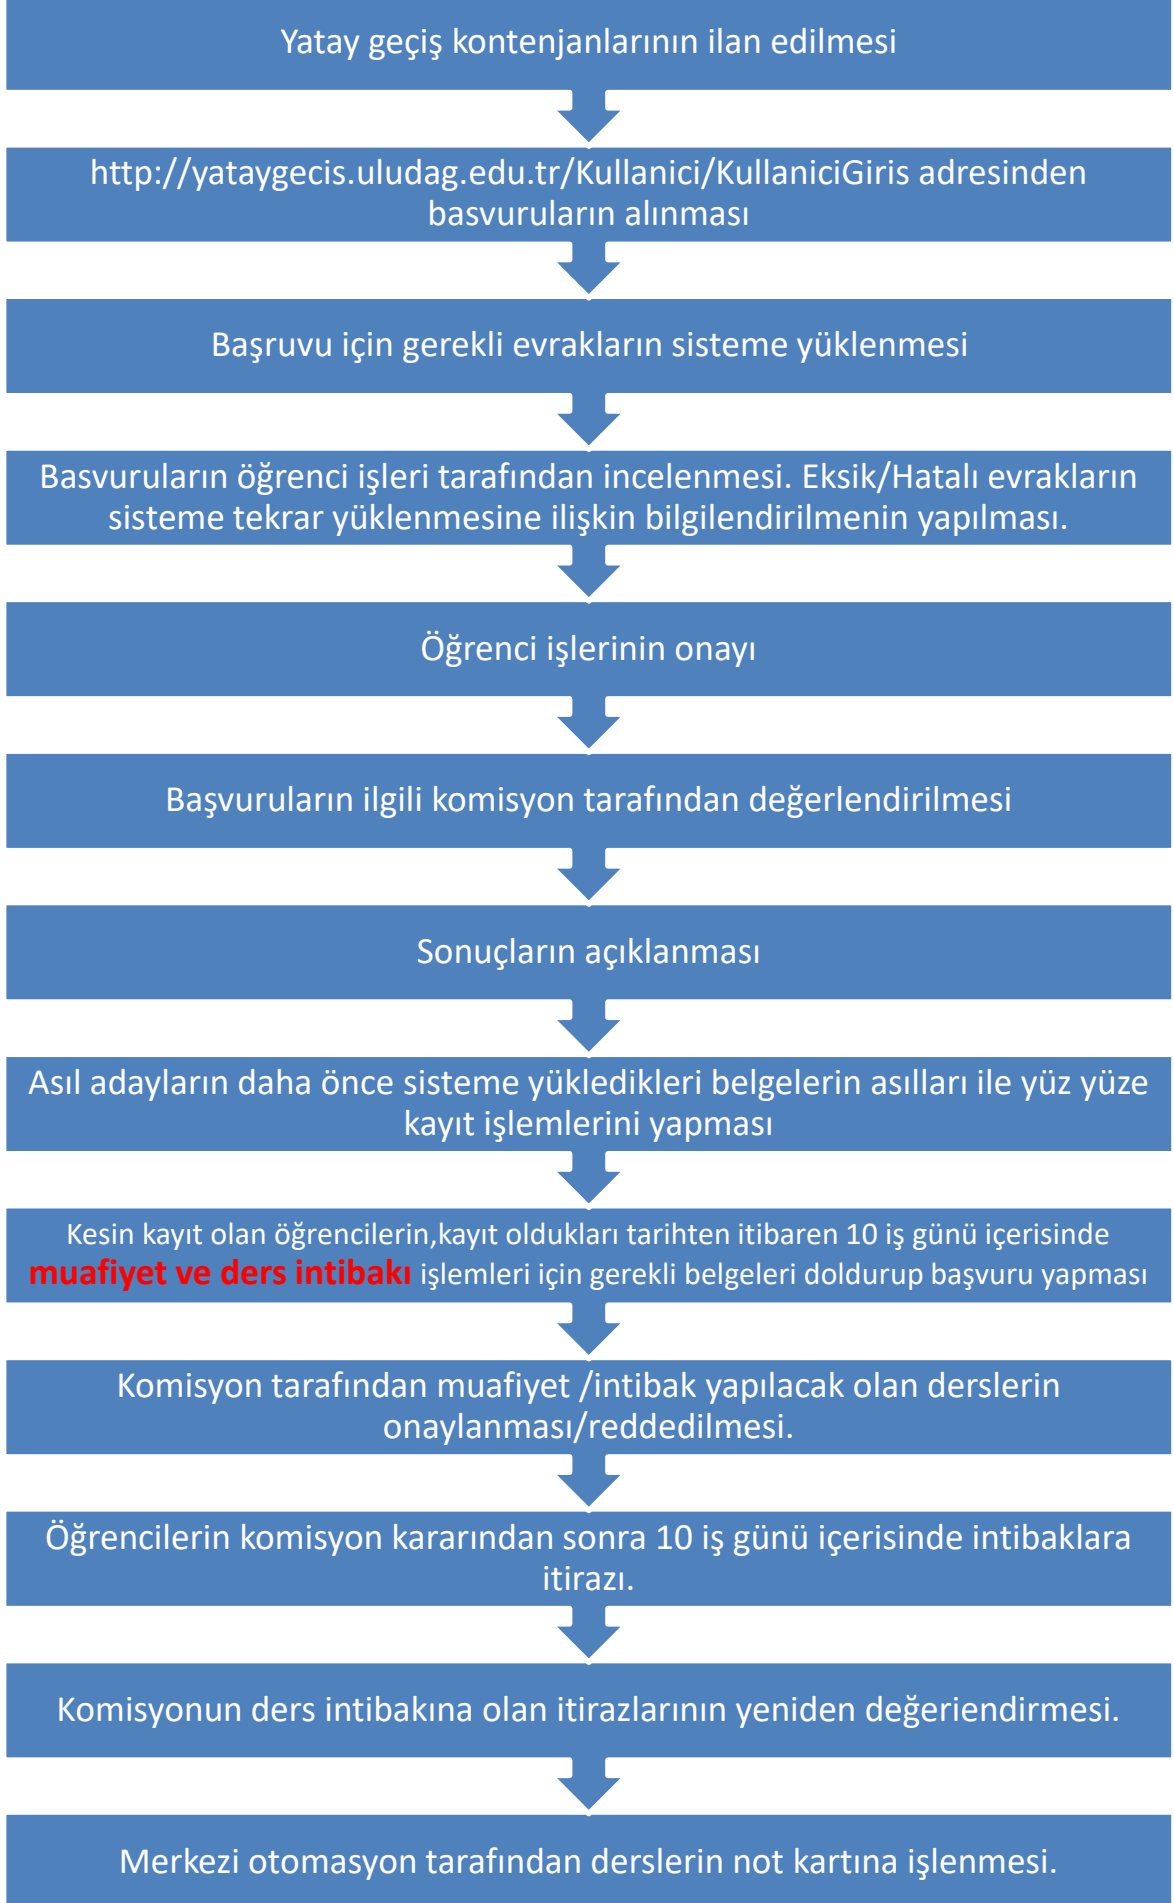 Yatay geçiş kontenjanlarının ilan edilmesi
http://yataygecis.uludag.edu.tr/Kullanici/KullaniciGiris adresinden
basvuruların alınması
Başruvu için gerekli evrakların sisteme yüklenmesi
Basvuruların öğrenci işleri tarafından incelenmesi. Eksik/Hatalı evrakların
sisteme tekrar yüklenmesine ilişkin bilgilendirilmenin yapılması.
Öğrenci işlerinin onayı
Başvuruların ilgili komisyon tarafından değerlendirilmesi
Sonuçların açıklanması
Asıl adayların daha önce sisteme yükledikleri belgelerin asılları ile yüz yüze
kayıt işlemlerini yapması
Kesin kayıt olan öğrencilerin,kayıt oldukları tarihten itibaren 10 iş günü içerisinde
muafiyet ve ders intibakı işlemleri için gerekli belgeleri doldurup başvuru yapması
Komisyon tarafından muafiyet /intibak yapılacak olan derslerin
onaylanması/reddedilmesi.
Öğrencilerin komisyon kararından sonra 10 iş günü içerisinde intibaklara
itirazı.
Komisyonun ders intibakına olan itirazlarının yeniden değeriendirmesi.
Merkezi otomasyon tarafından derslerin not kartına işlenmesi.